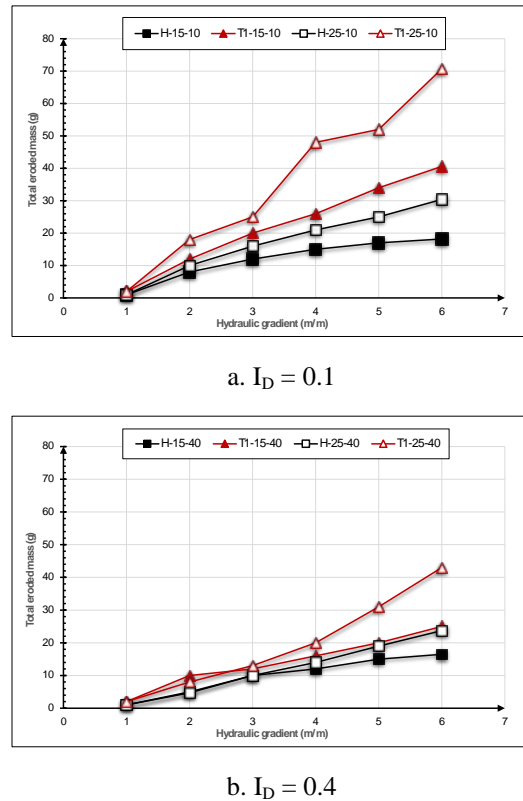 H-15-10 T1-15-10 H-25-10 T1-25-10
80
70
60
50
40
30
20
10
0
Total eroded mass (g)
0 1 2 3 4 5 6 7
Hydraulic gradient (m/m)
a. I_D = 0.1
H-15-40 T1-15-40 H-25-40 T1-25-40
80
70
60
50
40
30
20
10
0
Total eroded mass (g)
0 1 2 3 4 5 6 7
Hydraulic gradient (m/m)
b. I_D = 0.4